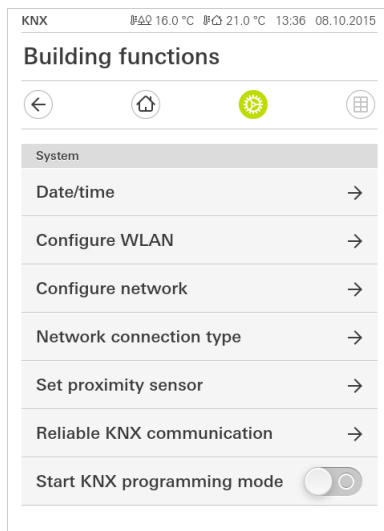 KNX 16.0 °C 21.0 °C 13:36 08.10.2015
Building functions
System
Date/time
Configure WLAN
Configure network
Network connection type
Set proximity sensor
Reliable KNX communication
Start KNX programming mode